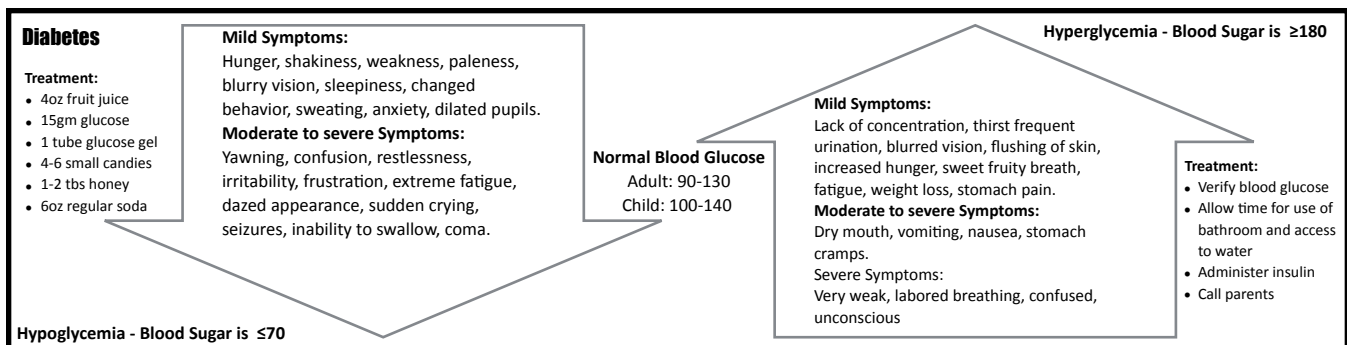 Diabetes
Treatment:
• 4oz fruit juice
• 15gm glucose
• 1 tube glucose gel
• 4-6 small candies
• 1-2 tbs honey
• 6oz regular soda
Mild Symptoms:
Hunger, shakiness, weakness, paleness,
blurry vision, sleepiness, changed
behavior, sweating, anxiety, dilated pupils.
Moderate to severe Symptoms:
Yawning, confusion, restlessness,
irritability, frustration, extreme fatigue,
dazed appearance, sudden crying,
seizures, inability to swallow, coma.
Hypoglycemia - Blood Sugar is ≤70
Normal Blood Glucose
Adult: 90-130
Child: 100-140
Hyperglycemia - Blood Sugar is ≥180
Mild Symptoms:
Lack of concentration, thirst frequent
urination, blurred vision, flushing of skin,
increased hunger, sweet fruity breath,
fatigue, weight loss, stomach pain.
Moderate to severe Symptoms:
Dry mouth, vomiting, nausea, stomach
cramps.
Severe Symptoms:
Very weak, labored breathing, confused,
unconscious
Treatment:
• Verify blood glucose
• Allow time for use of
bathroom and access
to water
• Administer insulin
• Call parents